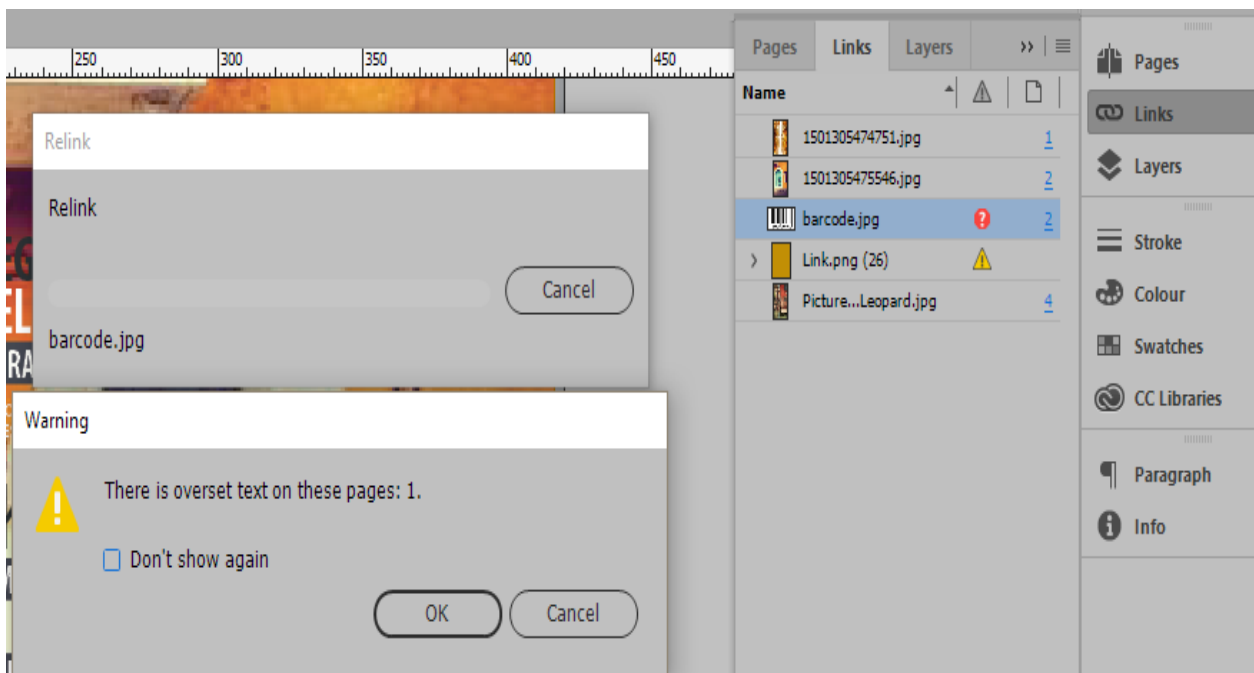 250 300 350 400 450
Relink
Relink
Cancel
barcode.jpg
Warning
There is overset text on these pages: 1.
Don't show again
OK Cancel
EL
RA
Pages Links Layers
Name
1501305474751.jpg 1
1501305475546.jpg 2
barcode.jpg 2
Link.png (26)
Picture...Leopard.jpg 4
Pages
Links
Layers
Stroke
Colour
Swatches
CC Libraries
Paragraph
Info